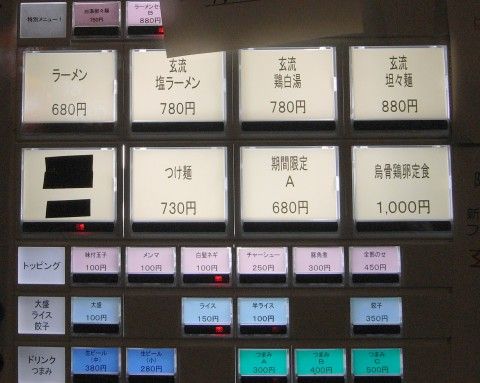 特別メニュー!
750円
ラーメンセット
B
880円
ラーメン
680円
玄流
塩ラーメン
780円
玄流
鶏白湯
780円
玄流
坦々麺
880円
つけ麺
730円
期間限定
A
680円
烏骨鶏卵定食
1,000円
トッピング
味付玉子
100円
メンマ
100円
白髪ネギ
100円
チャーシュー
250円
豚角煮
300円
全部のせ
450円
大盛
ライス
餃子
大盛
100円
ライス
150円
半ライス
100円
餃子
350円
ドリンク
つまみ
生ビール
(中)
380円
生ビール
(小)
280円
つまみ
A
300円
つまみ
B
400円
つまみ
C
500円